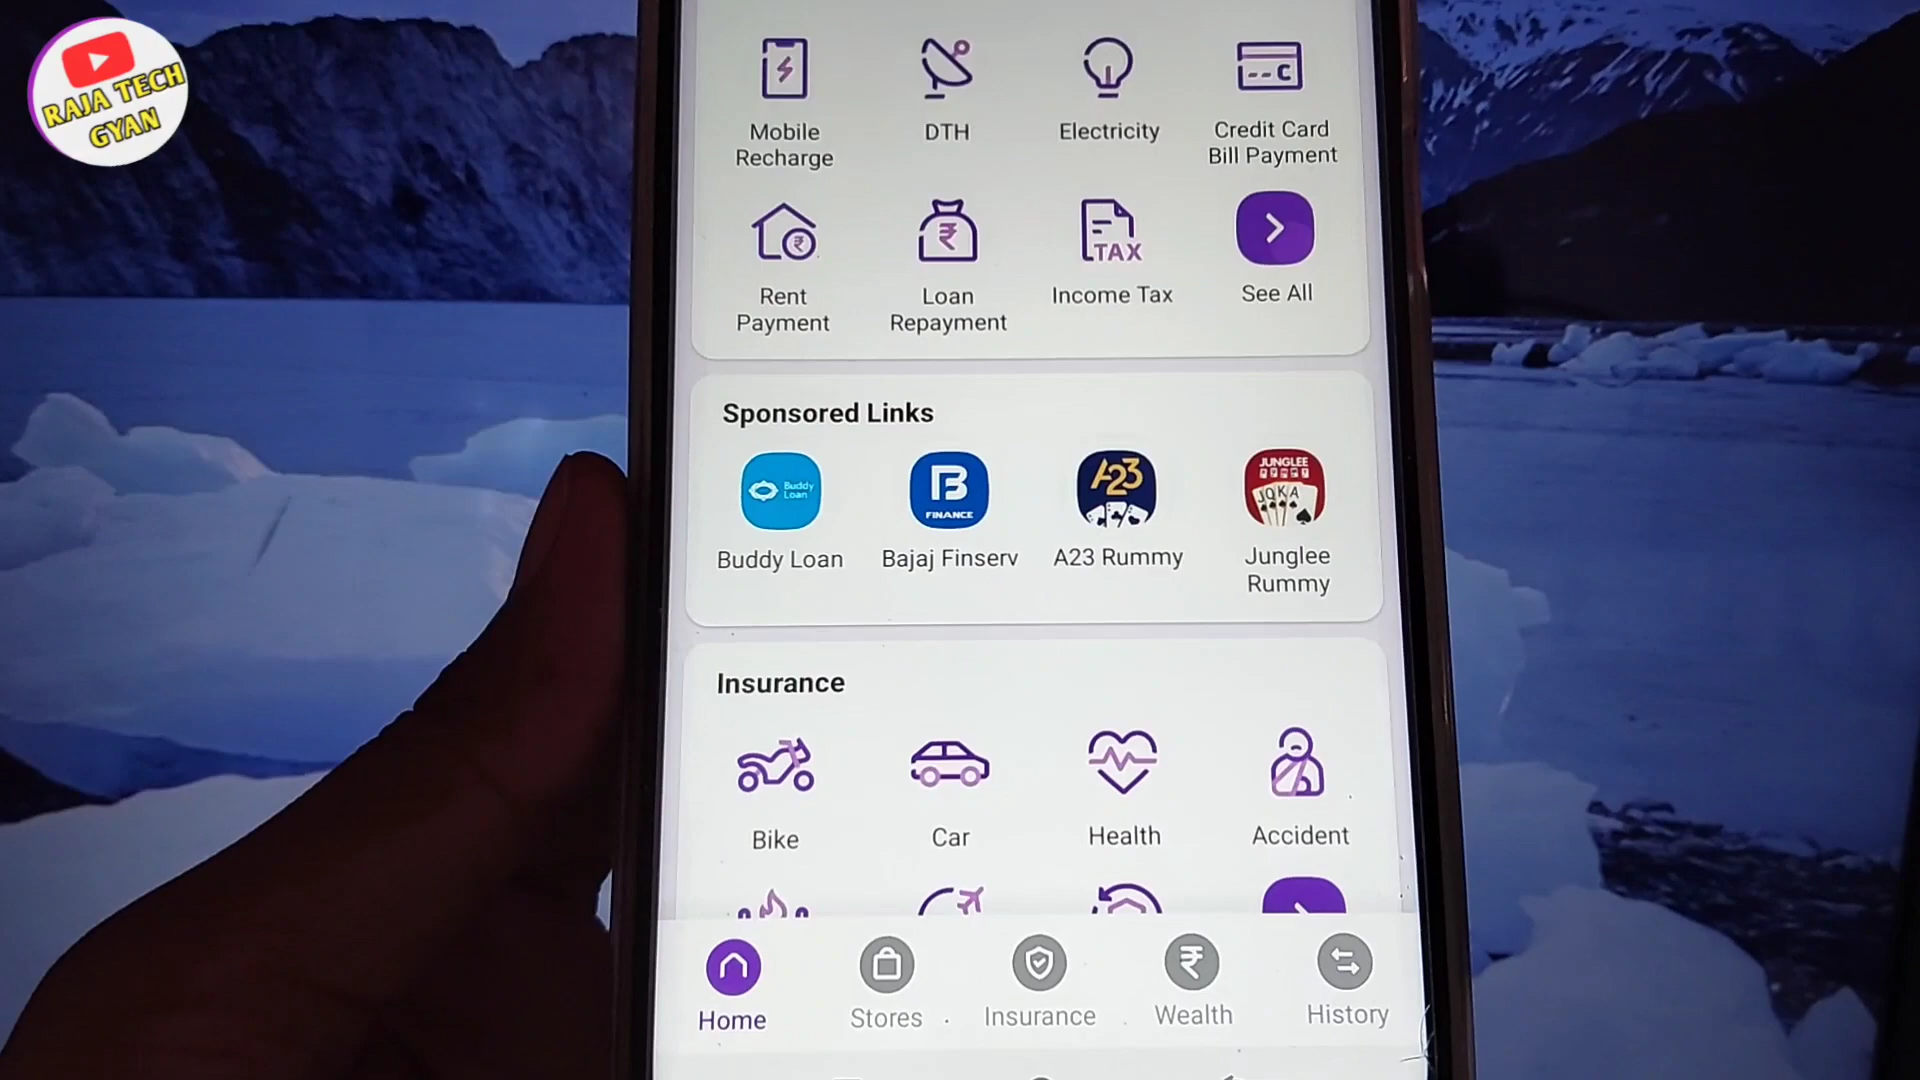 RAJA TECH
GYAN
Mobile
Recharge
DTH
Electricity
Credit Card
Bill Payment
C
₹
₹
TAX
Rent
Payment
Loan
Repayment
Income Tax
See All
Sponsored Links
Buddy
Loan
B
FINANCE
A23
JUNGLEE
J Q K A
Buddy Loan
Bajaj Finserv
A23 Rummy
Junglee
Rummy
Insurance
Bike
Car
Health
Accident
₹
Home
Stores
Insurance
Wealth
History